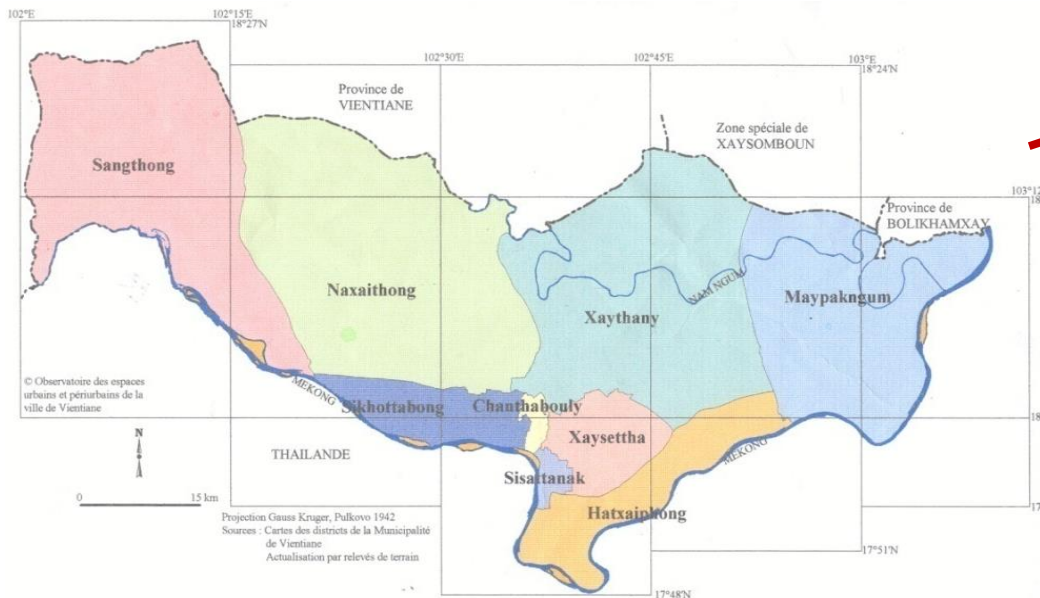 102°E
102°15'E
18°27'N
102°30'E
102°45'E
103°E
18°24'N
Province de
VIENTIANE
Zone spéciale de
XAYSOMBOUN
Sangthong
103°12
18
Province de
BOLIKHAMXAY
Naxaithong
NAM NGUM
Maypakngum
Xaythany
© Observatoire des espaces
urbains et périurbains de la
ville de Vientiane
MEKONG
Sikhottabong
Chanthabouly
18
N
THAILANDE
Xaysettha
MEKONG
Sisattanak
0
15 km
17
Hatxaiphong
Projection Gauss Kruger, Pulkovo 1942
Sources : Cartes des districts de la Municipalité
de Vientiane
Actualisation par relevés de terrain
17°51'N
17°48'N